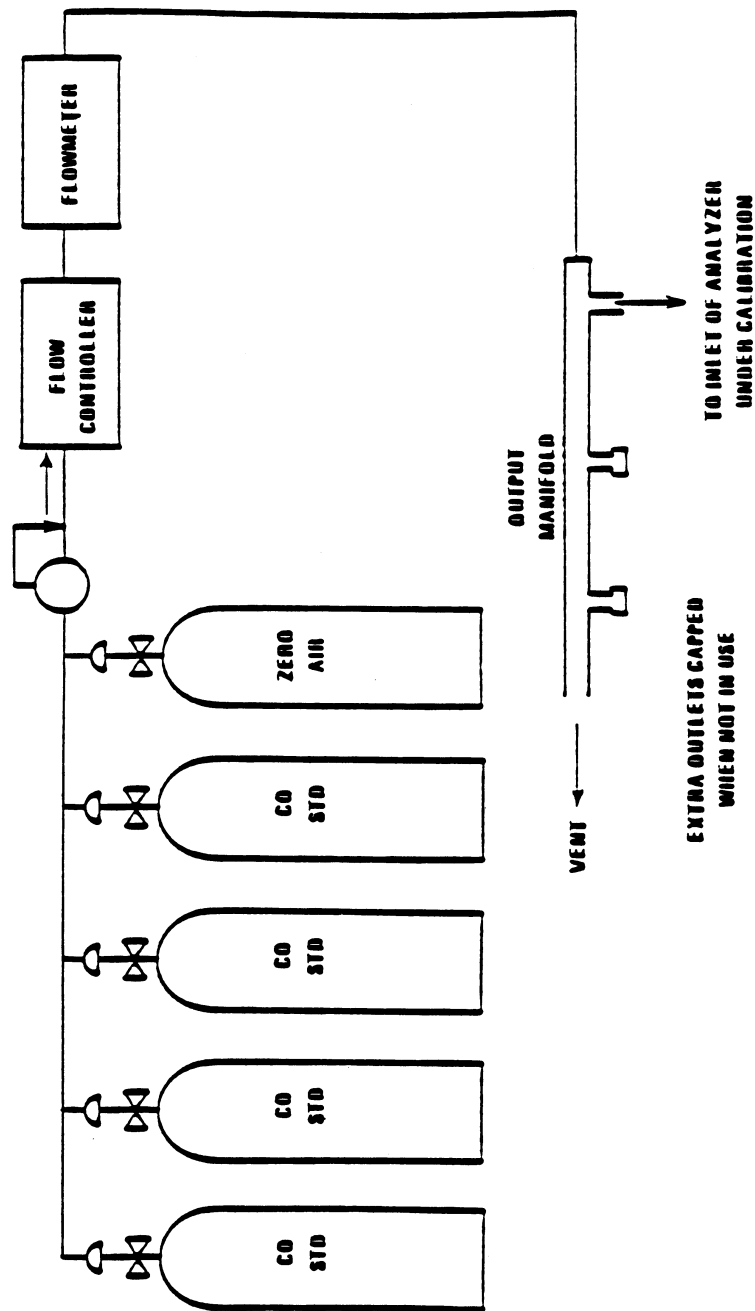 FLOWMETER
FLOW
CONTROLLER
ZERO
AIR
CO
STD
CO
STD
CO
STD
CO
STD
OUTPUT
MANIFOLD
VENT
TO INLET OF ANALYZER
UNDER CALIBRATION
EXTRA OUTLETS CAPPED
WHEN NOT IN USE